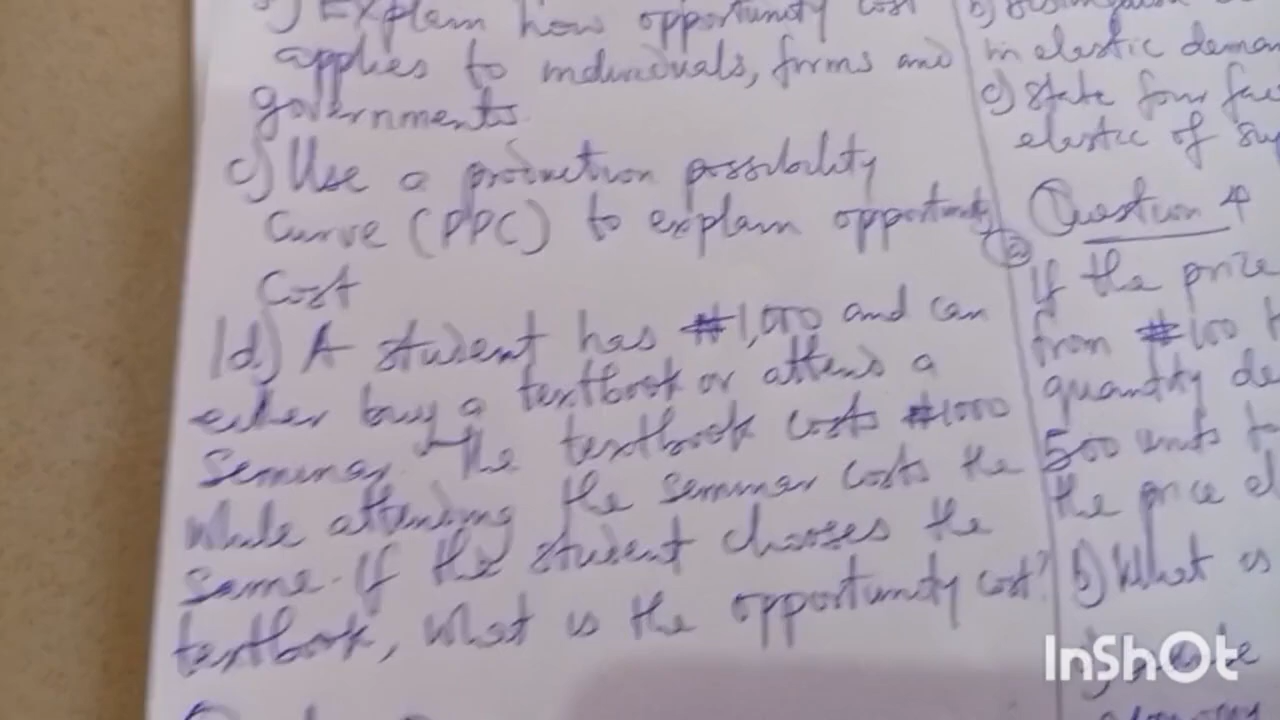 Explain how opportunity cost
applies to individuals, firms and
governments.
c) Use a production possibility
Curve (PPC) to explain opportunity
Cost
1d.) A student has #1,000 and can
either buy a textbook or attend a
Seminar. The textbook costs #1000
while attending the seminar costs the
same. If the student chooses the
textbook, what is the opportunity cost?
in elastic deman
c) State four fac
elastic of su
Question 4
If the price
from #100
quantity de
500 units to
the price el
b) What is
InShOt